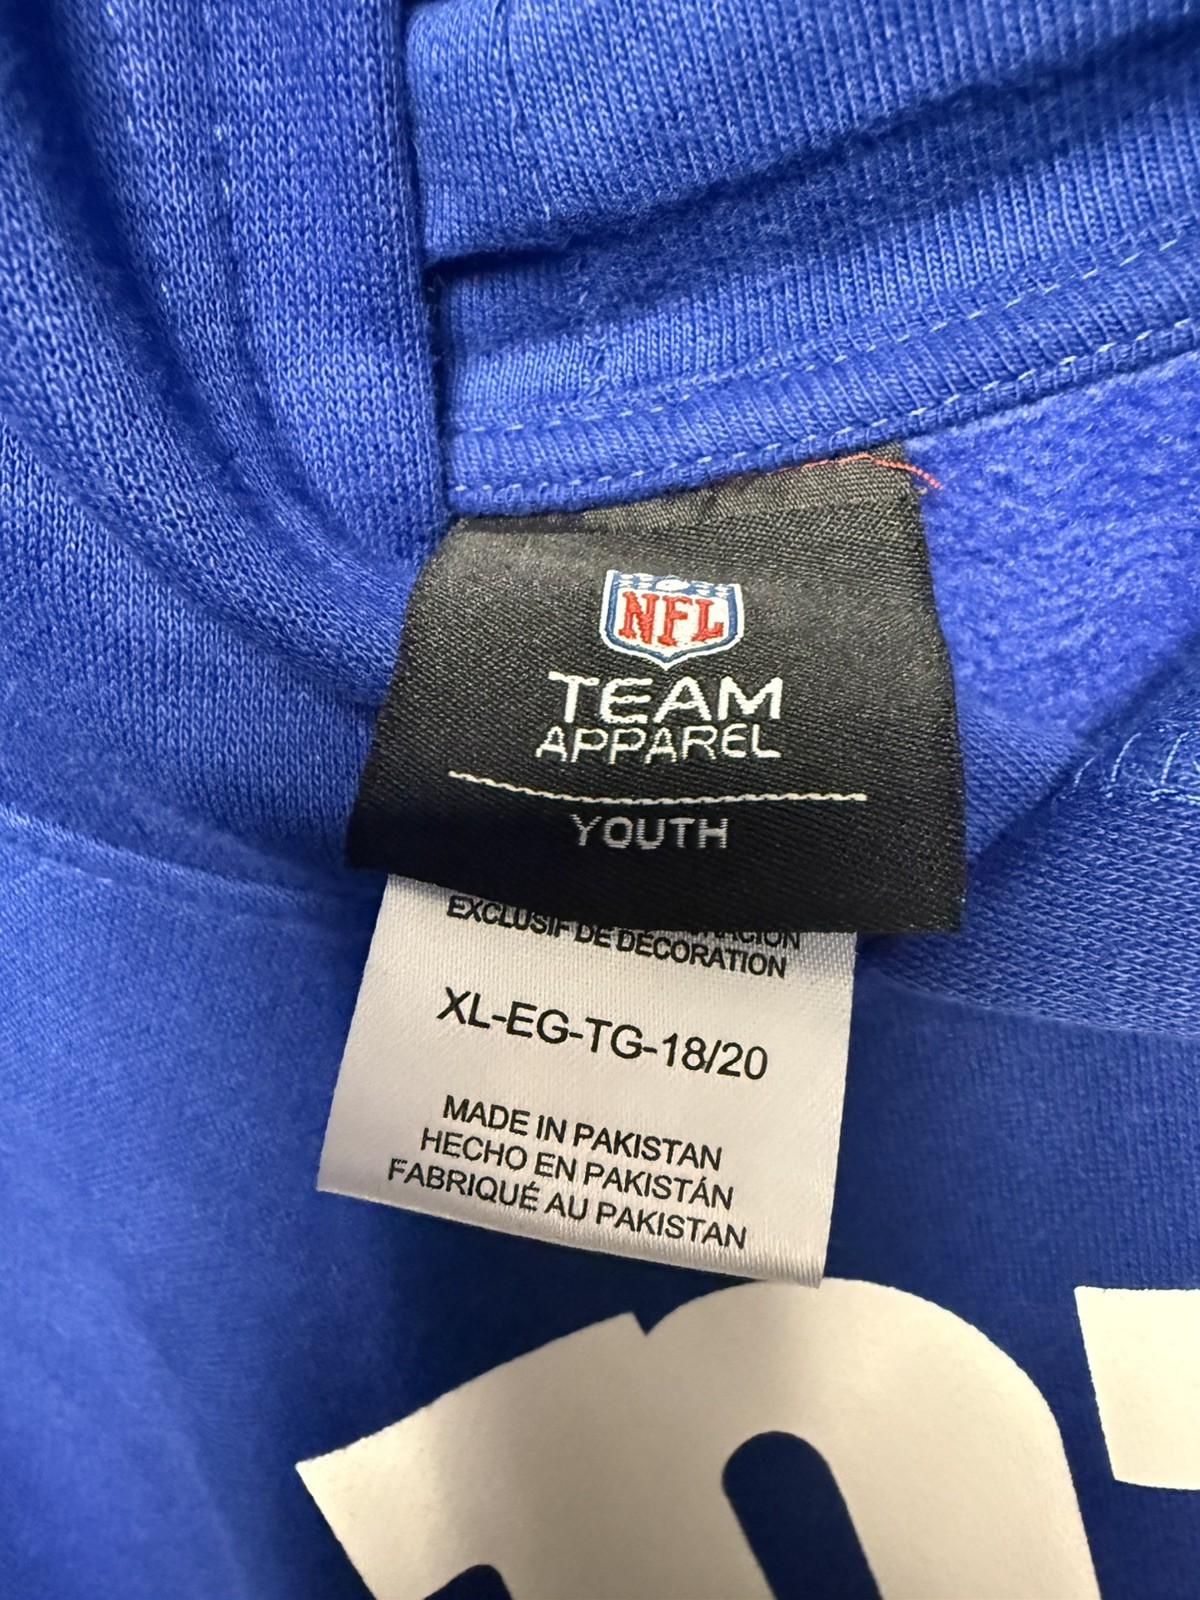 NFL
TEAM
APPAREL
YOUTH
EXCLUSIF DE DÉCORATION
XL-EG-TG-18/20
MADE IN PAKISTAN
HECHO EN PAKISTÁN
FABRIQUÉ AU PAKISTAN